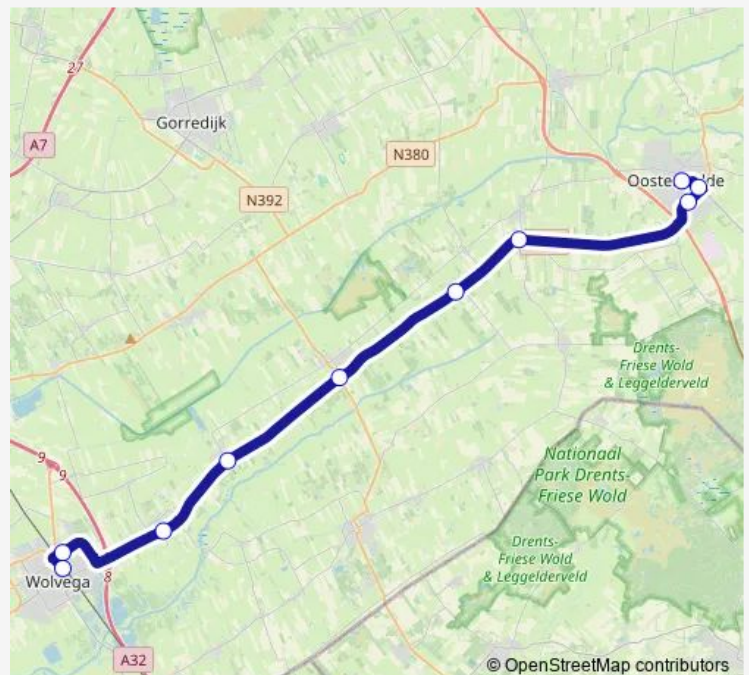 27
Gorredijk
A7
N380
N392
Ooste lde
Drents-
Friese Wold
& Leggelderveld
Nationaal
Park Drents-
Friese Wold
9
9
Drents-
Friese Wold
& Leggelderveld
8
Wolvega
A32
© OpenStreetMap contributors